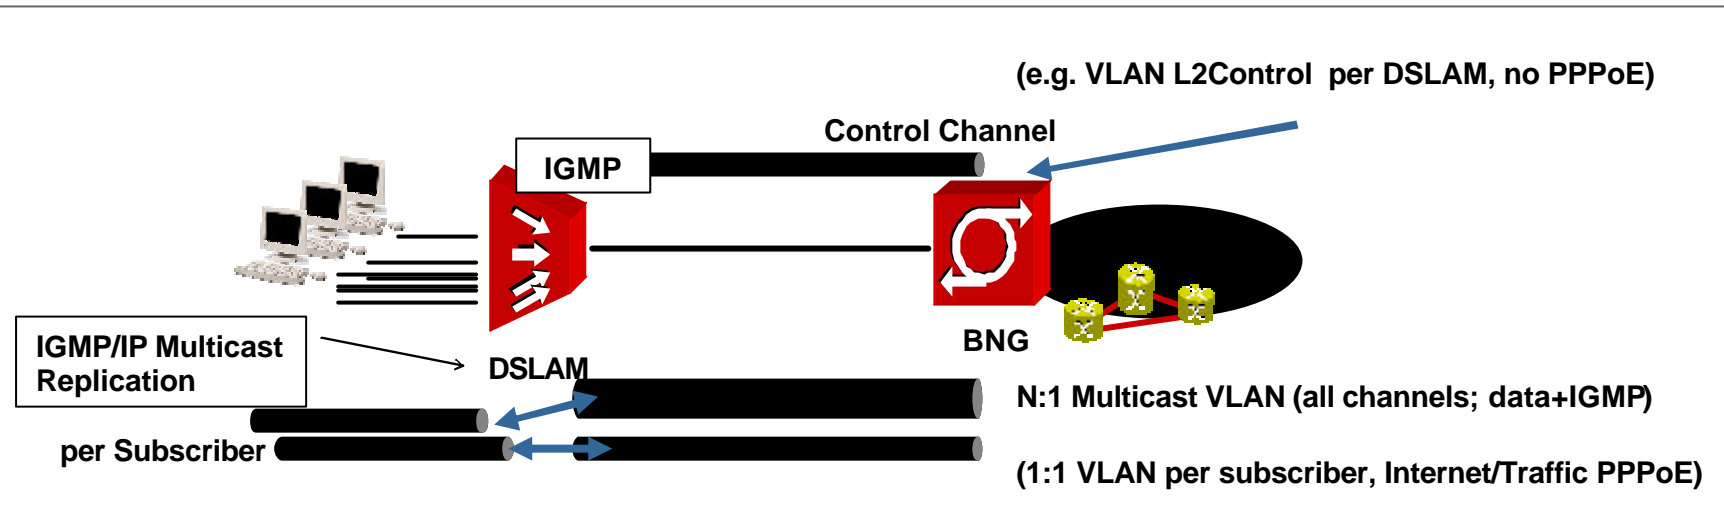 (e.g. VLAN L2Control per DSLAM, no PPPoE)
Control Channel
IGMP
BNG
IGMP/IP Multicast
Replication
DSLAM
N:1 Multicast VLAN (all channels; data+IGMP)
per Subscriber
(1:1 VLAN per subscriber, Internet/Traffic PPPoE)